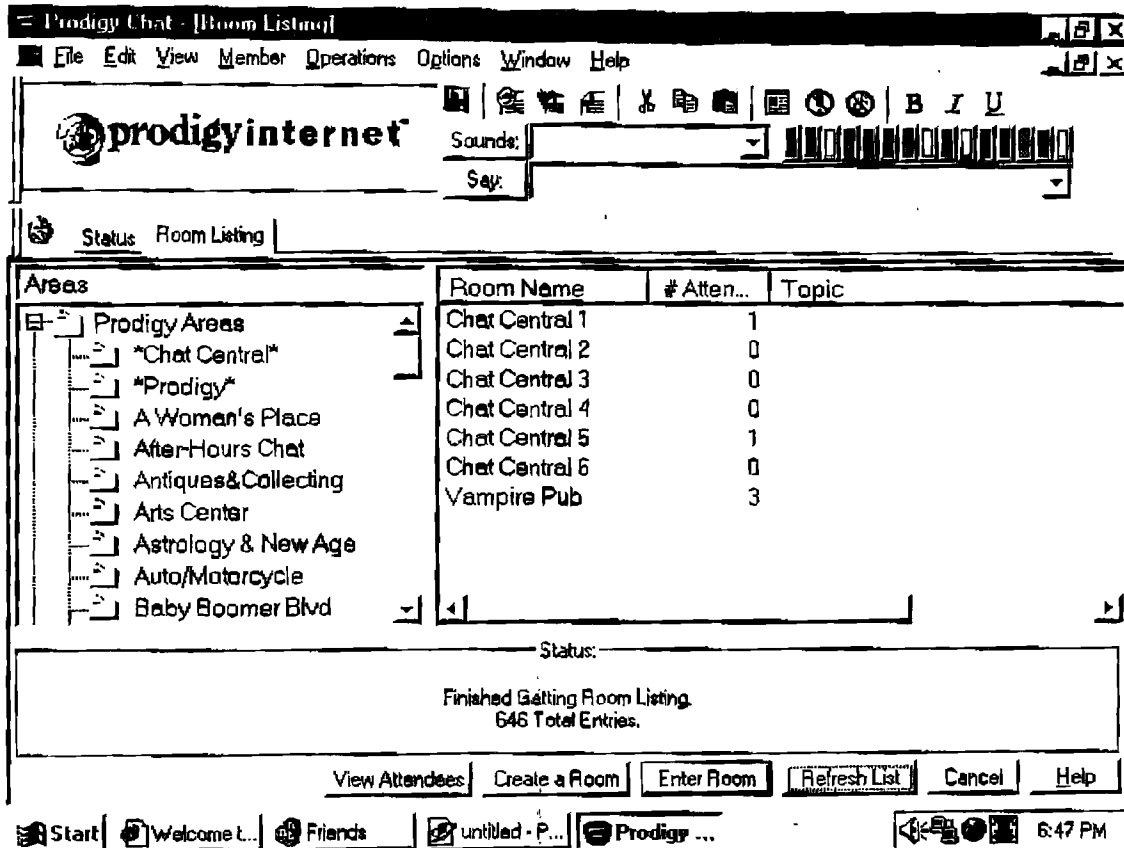 Prodigy Chat - [Room Listing]
File Edit View Member Operations Options Window Help
prodigy internet
B I U
Sounds:
Say:
Status Room Listing
Areas
Prodigy Areas
*Chat Central*
*Prodigy*
A Woman's Place
After-Hours Chat
Antiques&Collecting
Arts Center
Astrology & New Age
Auto/Motorcycle
Baby Boomer Blvd
Room Name # Atten... Topic
Chat Central 1 1
Chat Central 2 0
Chat Central 3 0
Chat Central 4 0
Chat Central 5 1
Chat Central 6 0
Vampire Pub 3
Status:
Finished Getting Room Listing.
646 Total Entries.
View Attendees Create a Room Enter Room Refresh List Cancel Help
Start Welcome t... Friends untitled - P... Prodigy ... 6:47 PM